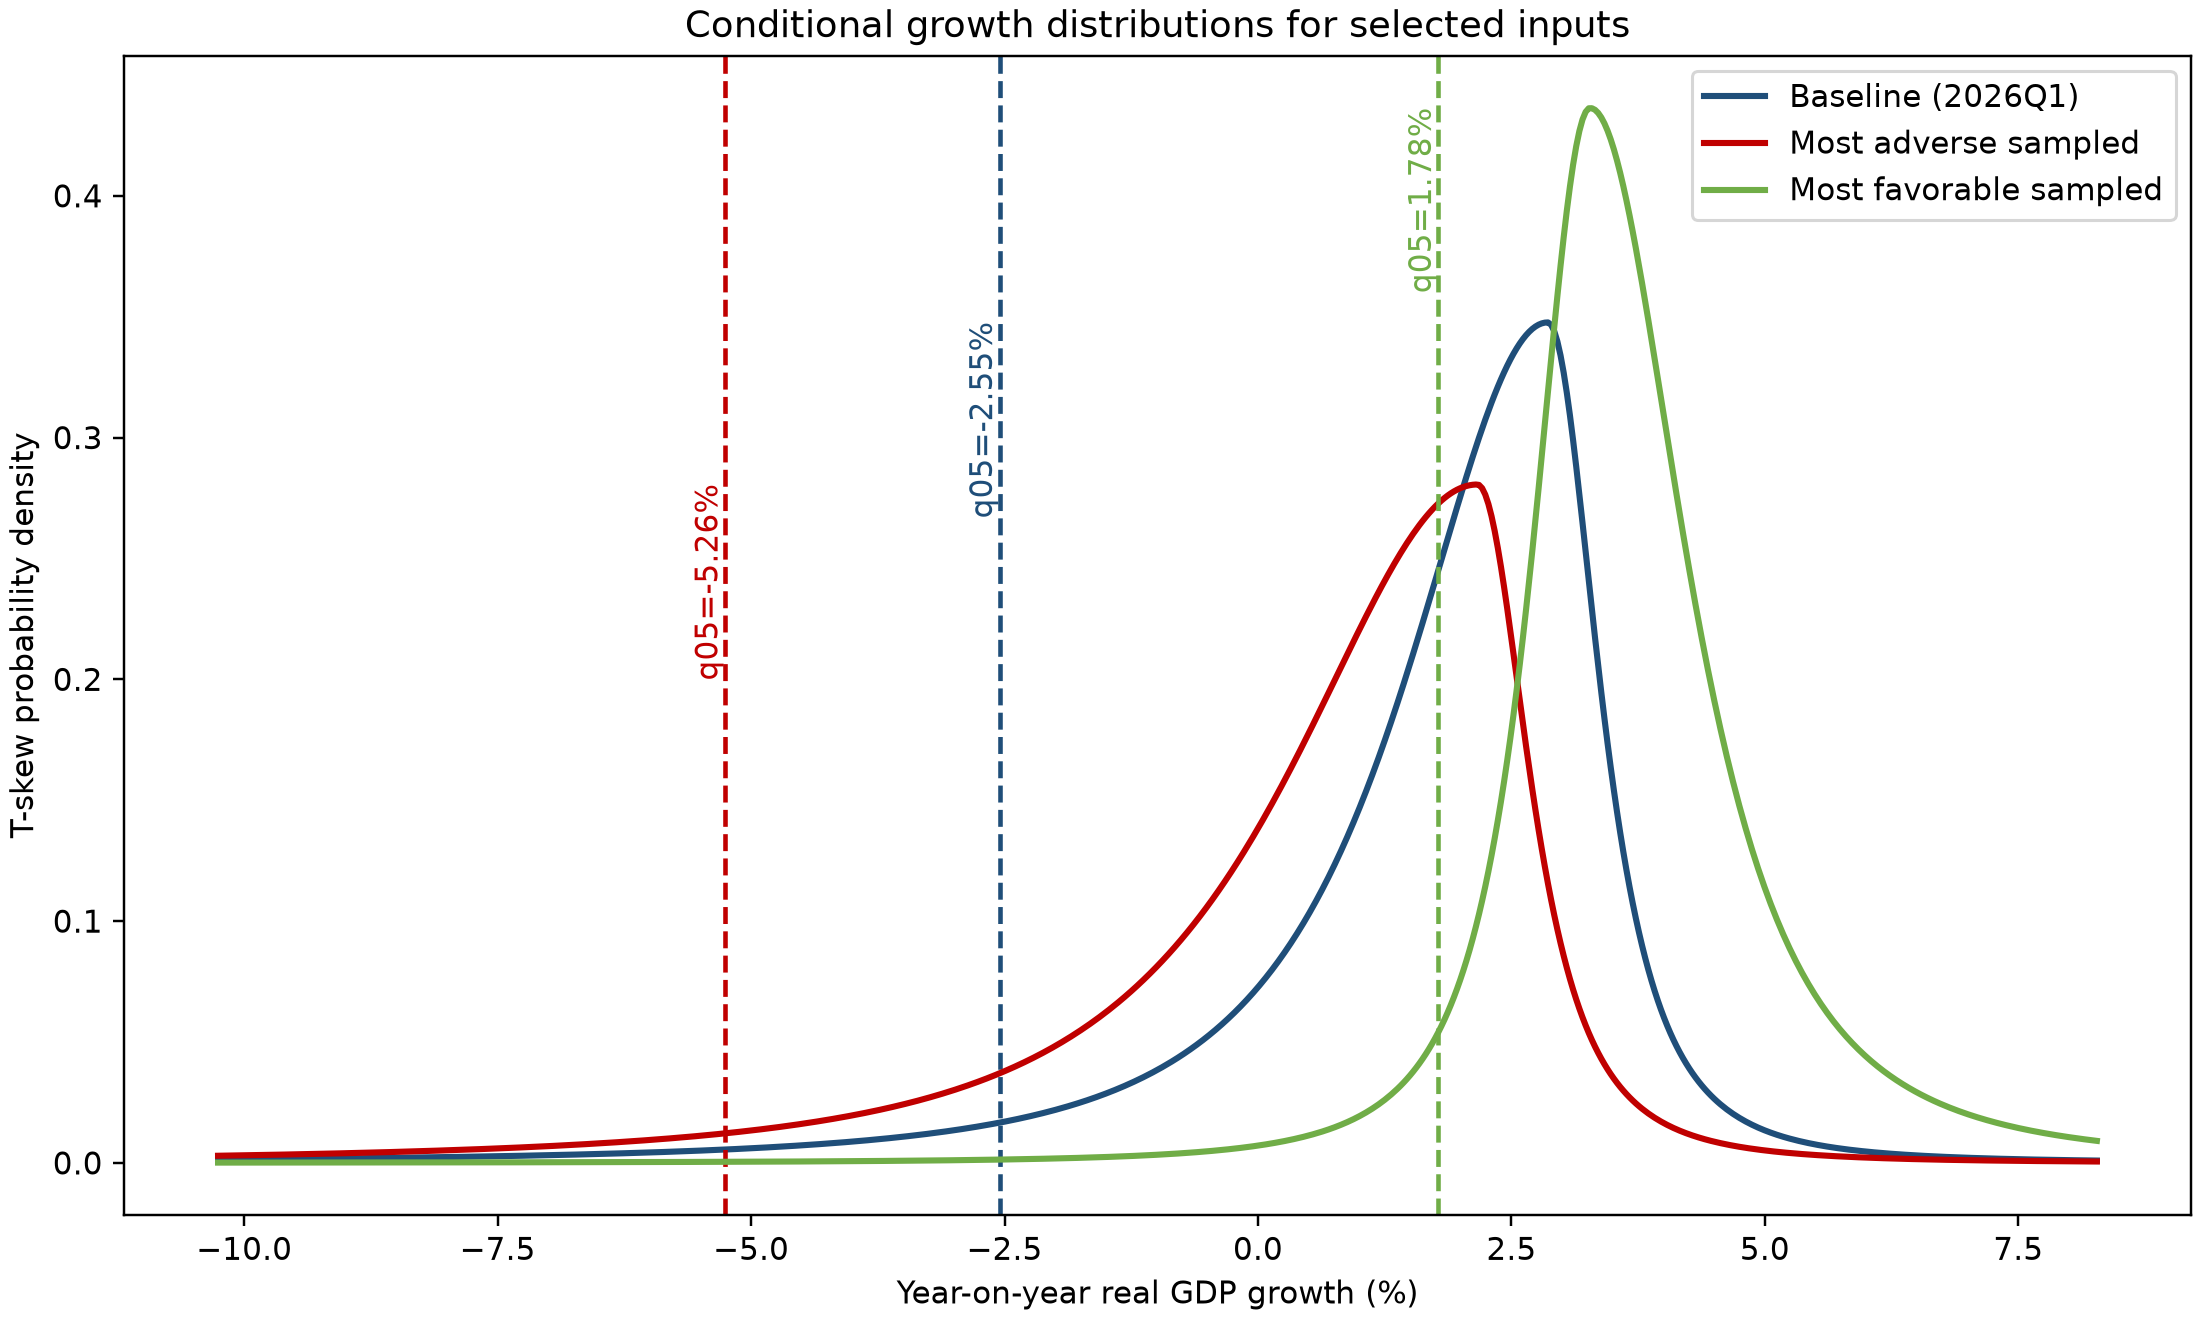 Conditional growth distributions for selected inputs
Baseline (2026Q1)
Most adverse sampled
Most favorable sampled
q05=1.78%
q05=-2.55%
q05=-5.26%
T-skew probability density
0.4
0.3
0.2
0.1
0.0
−10.0 −7.5 −5.0 −2.5 0.0 2.5 5.0 7.5
Year-on-year real GDP growth (%)